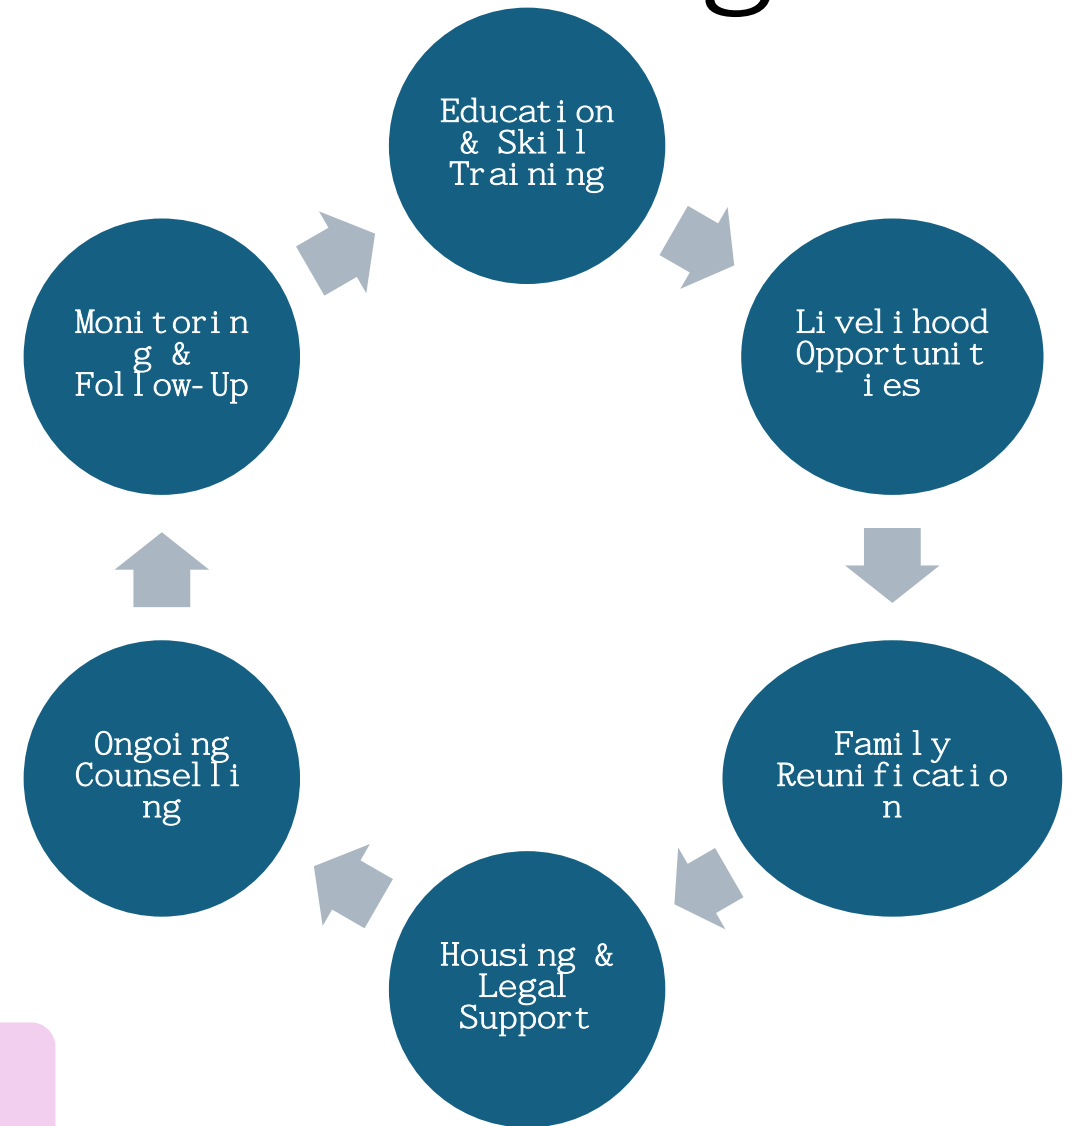 Education
& Skill
Training
Livelihood
Opportunit
ies
Family
Reunificatio
n
Housing &
Legal
Support
Ongoing
Counselli
ng
Monitorin
g &
Follow-Up